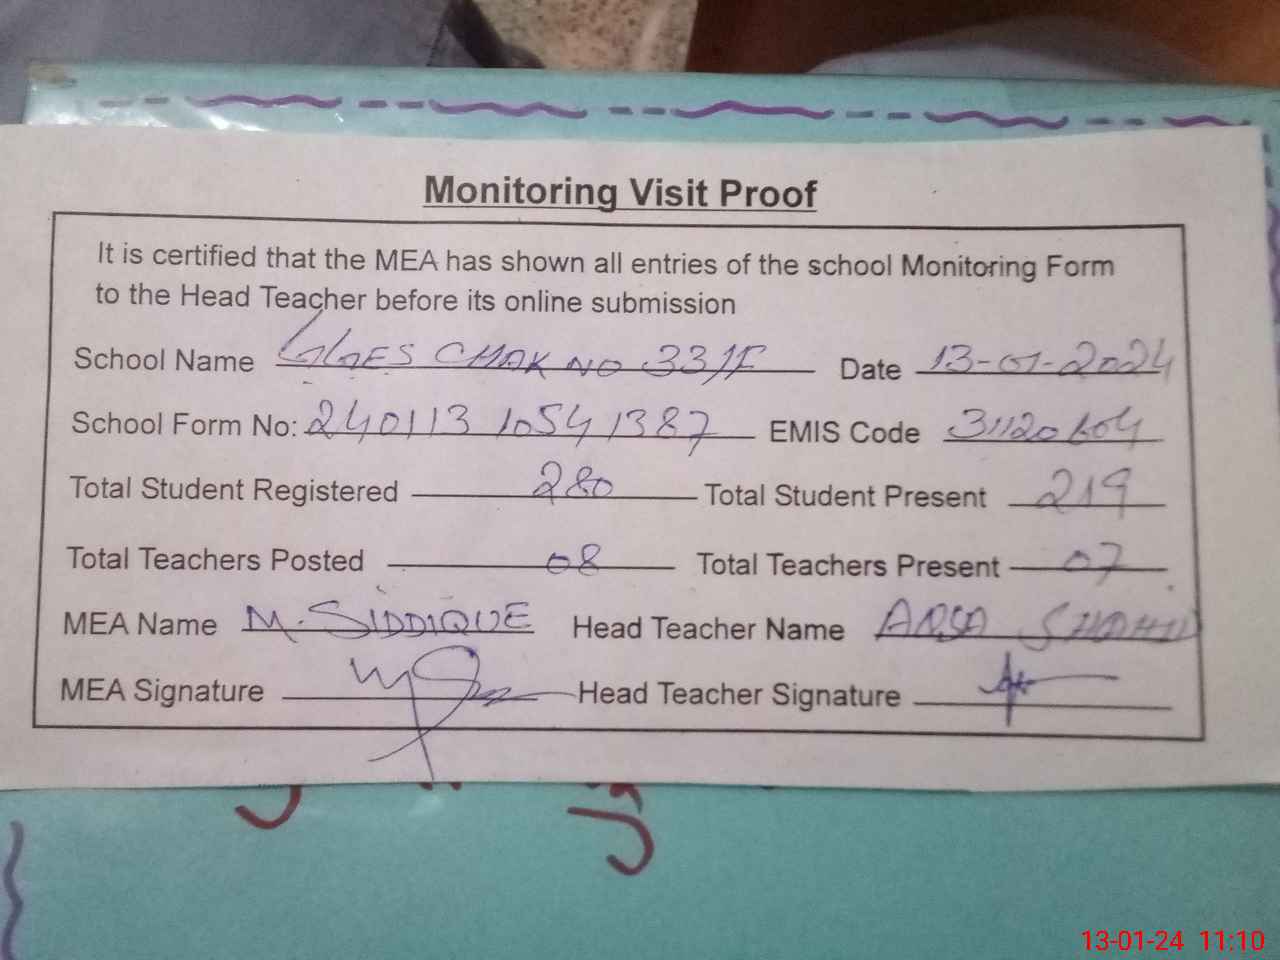 Monitoring Visit Proof
It is certified that the MEA has shown all entries of the school Monitoring Form
to the Head Teacher before its online submission
School Name GGES CHAK NO 33/F Date 13-01-2024
School Form No: 240113 1054 1387 EMIS Code 31120604
Total Student Registered 280 Total Student Present 219
Total Teachers Posted 08 Total Teachers Present 07
MEA Name M. SIDDIQUE Head Teacher Name ARSA SHAHID
MEA Signature Head Teacher Signature
13-01-24 11:10